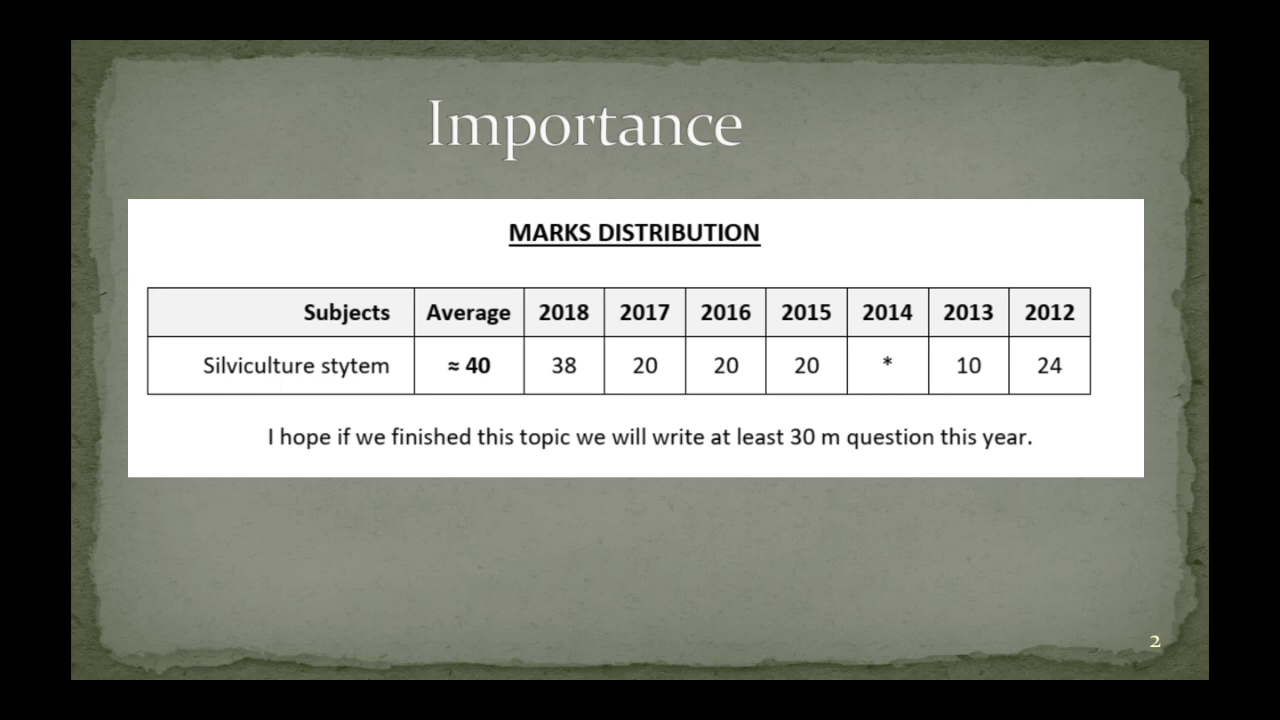 Importance
MARKS DISTRIBUTION
Subjects Average 2018 2017 2016 2015 2014 2013 2012
Silviculture stytem ≈ 40 38 20 20 20 * 10 24
I hope if we finished this topic we will write at least 30 m question this year.
2